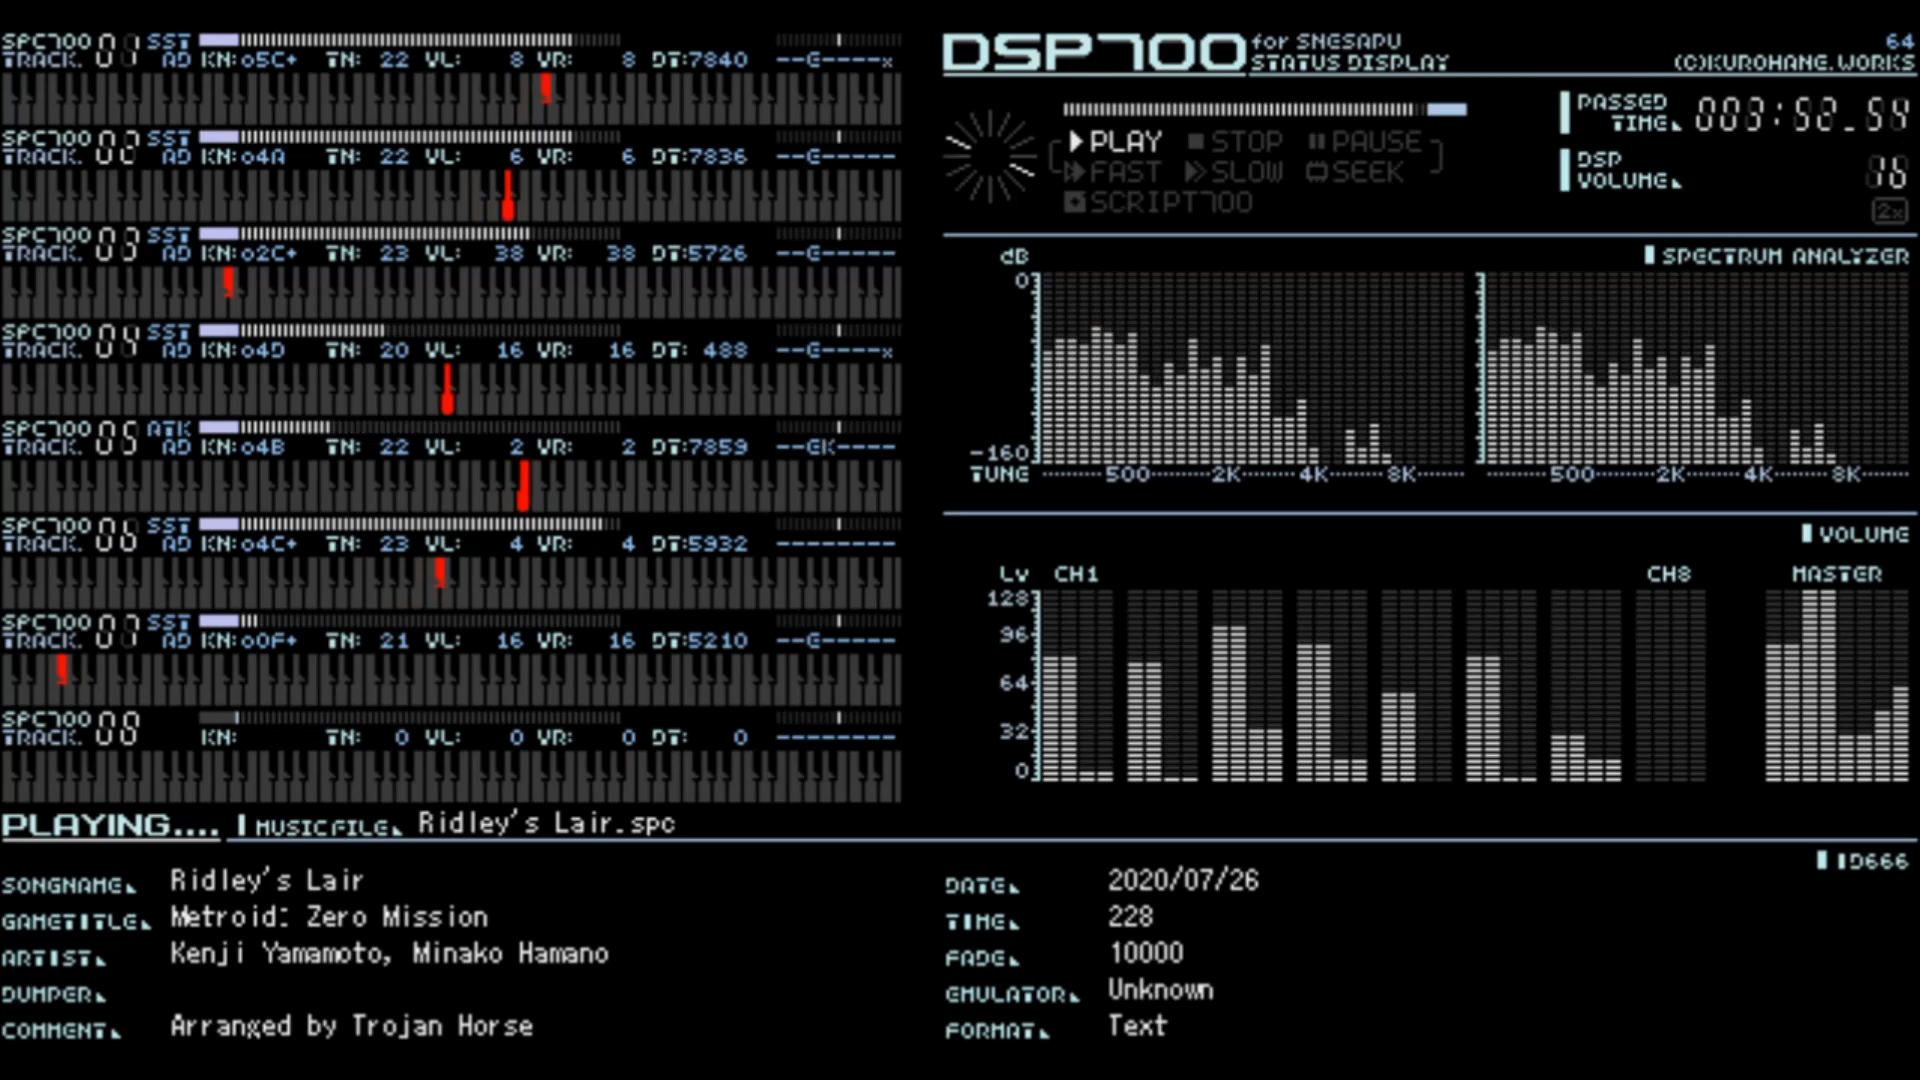 SPC700 01 SST
TRACK. AD KN:o5C+ TN: 22 VL: 8 VR: 8 DT:7840 --E----x
SPC700 02 SST
TRACK. AD KN:o4A TN: 22 VL: 6 VR: 6 DT:7836 --E-----
SPC700 03 SST
TRACK. AD KN:o2C+ TN: 23 VL: 38 VR: 38 DT:5726 --E-----
SPC700 04 SST
TRACK. AD KN:o4D TN: 20 VL: 16 VR: 16 DT: 488 --E----x
SPC700 05 ATK
TRACK. AD KN:o4B TN: 22 VL: 2 VR: 2 DT:7859 --EK----
SPC700 06 SST
TRACK. AD KN:o4C+ TN: 23 VL: 4 VR: 4 DT:5932 --------
SPC700 07 SST
TRACK. AD KN:o0F+ TN: 21 VL: 16 VR: 16 DT:5210 --E-----
SPC700 08
TRACK. KN: TN: 0 VL: 0 VR: 0 DT: 0 --------
DSP700 for SNESAPU 64
STATUS DISPLAY (C)KUROHANE.WORKS
PLAY STOP PAUSE
FAST SLOW SEEK
SCRIPT700
PASSED
TIME
DSP
VOLUME 16
2x
SPECTRUM ANALYZER
dB
0
-160
TUNE 500 2K 4K 8K 500 2K 4K 8K
VOLUME
Lv CH1 CH8 MASTER
128
96
64
32
0
PLAYING.... MUSICFILE Ridley's Lair.spc
ID666
SONGNAME Ridley's Lair
GAMETITLE Metroid: Zero Mission
ARTIST Kenji Yamamoto, Minako Hamano
DUMPER
COMMENT Arranged by Trojan Horse
DATE 2020/07/26
TIME 228
FADE 10000
EMULATOR Unknown
FORMAT Text